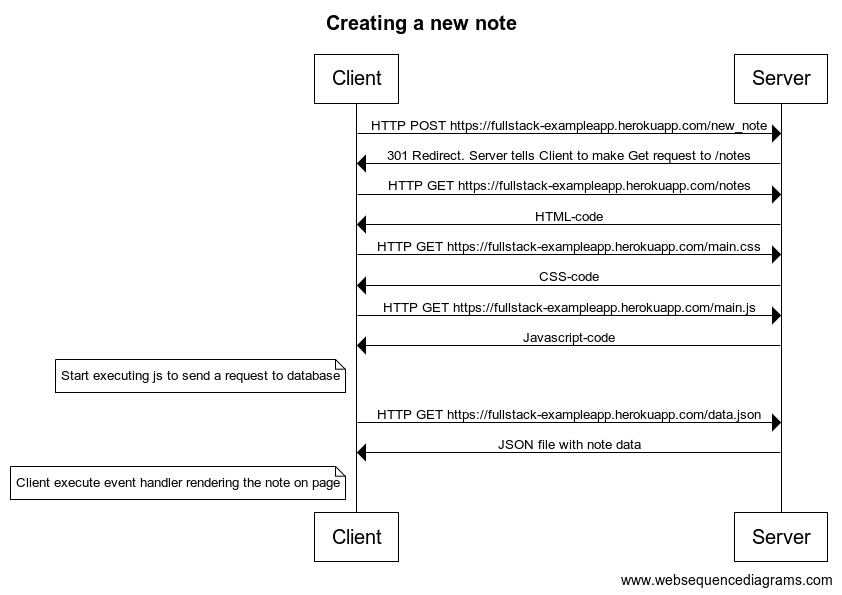 Creating a new note
Client
Server
HTTP POST https://fullstack-exampleapp.herokuapp.com/new_note
301 Redirect. Server tells Client to make Get request to /notes
HTTP GET https://fullstack-exampleapp.herokuapp.com/notes
HTML-code
HTTP GET https://fullstack-exampleapp.herokuapp.com/main.css
CSS-code
HTTP GET https://fullstack-exampleapp.herokuapp.com/main.js
Javascript-code
Start executing js to send a request to database
HTTP GET https://fullstack-exampleapp.herokuapp.com/data.json
JSON file with note data
Client execute event handler rendering the note on page
Client
Server
www.websequencediagrams.com